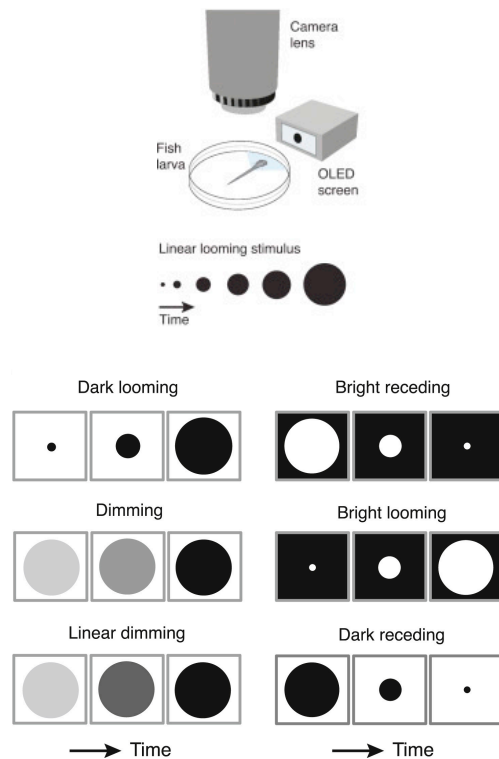 Camera
lens
Fish
larva
OLED
screen
Linear looming stimulus
Time
Dark looming
Bright receding
Dimming
Bright looming
Linear dimming
Dark receding
Time
Time